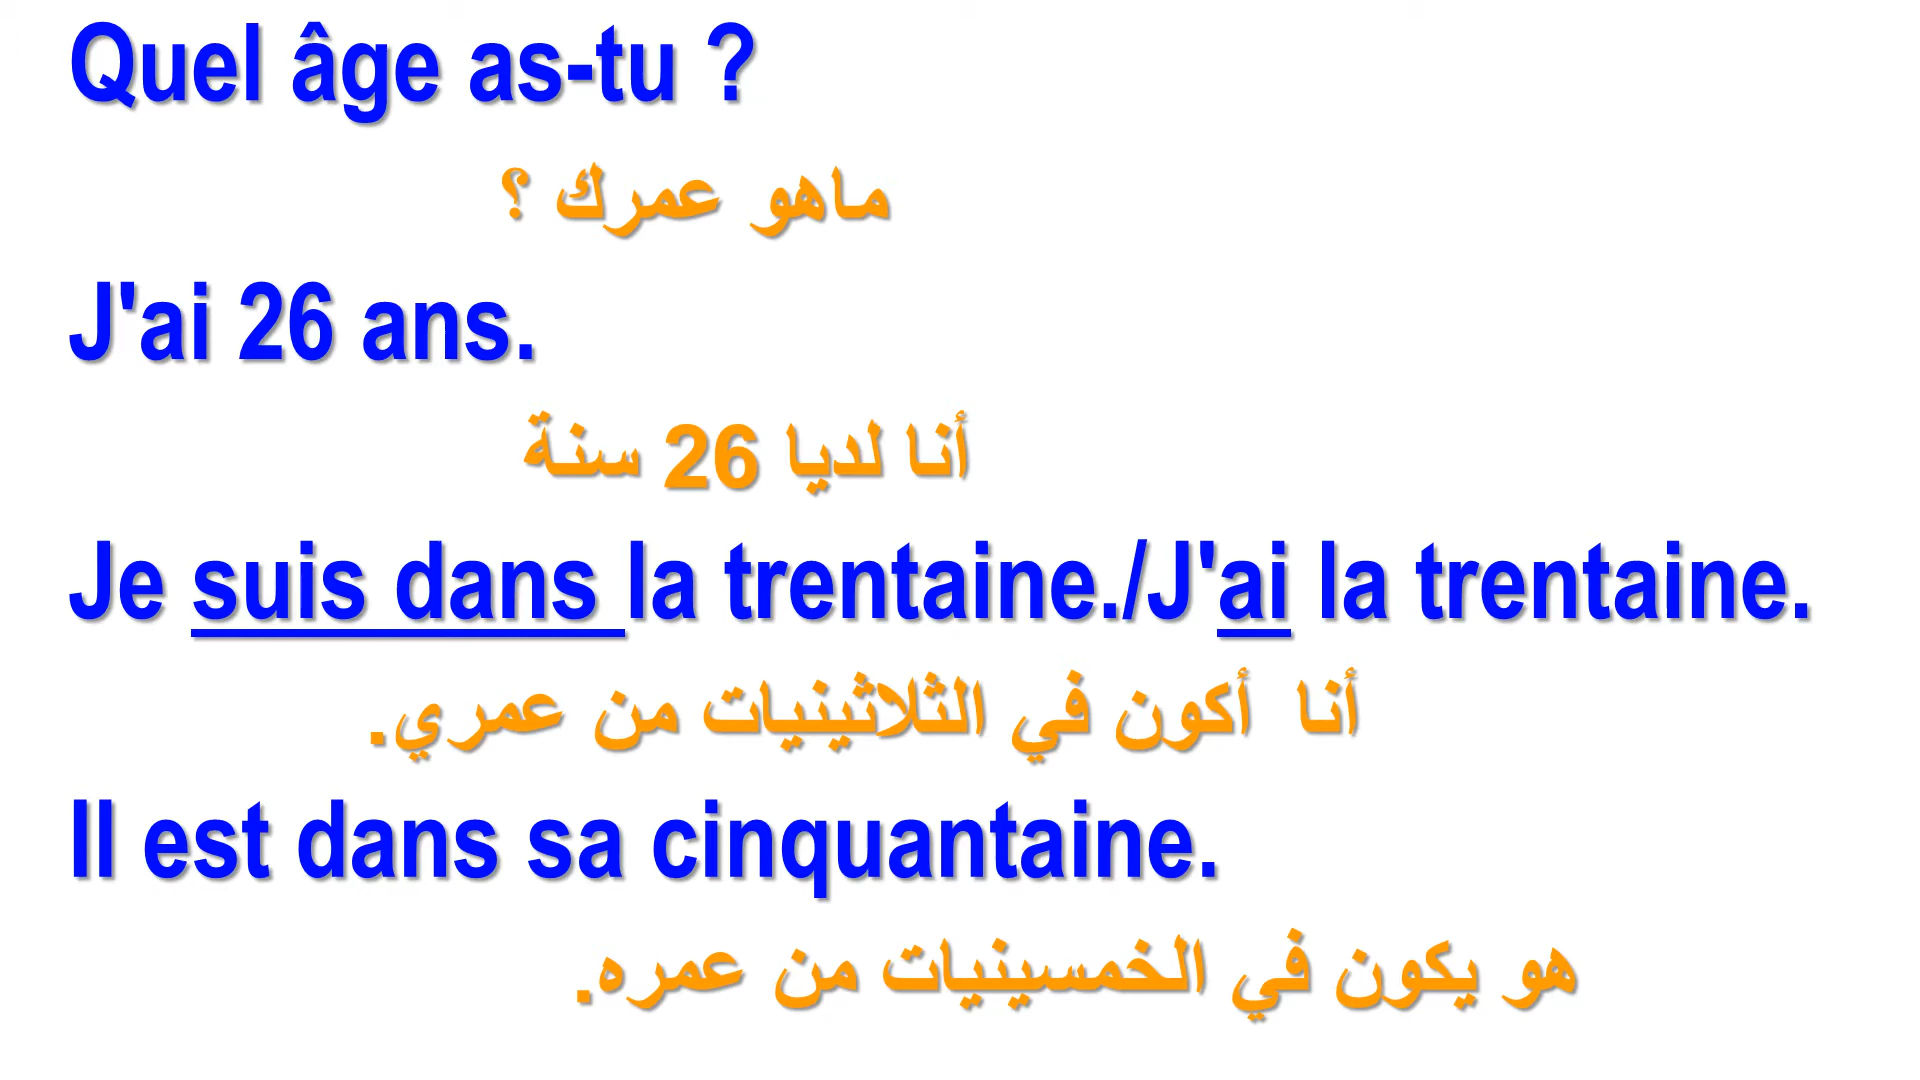 Quel âge as-tu ?
ماهو عمرك ؟
J'ai 26 ans.
أنا لديا 26 سنة
Je suis dans la trentaine./J'ai la trentaine.
أنا أكون في الثلاثينيات من عمري.
Il est dans sa cinquantaine.
هو يكون في الخمسينيات من عمره.